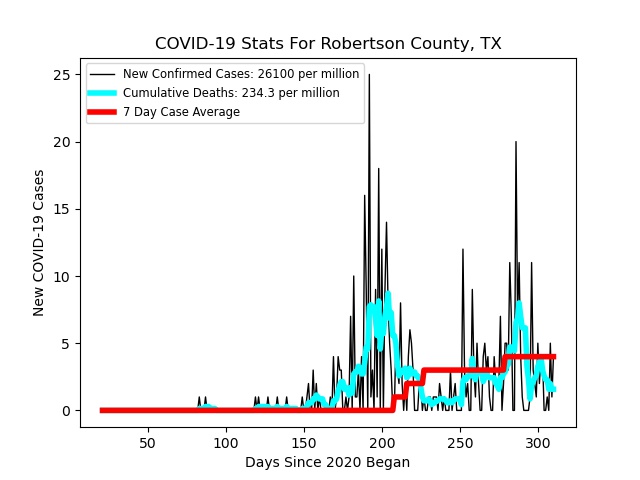 COVID-19 Stats For Robertson County, TX
New Confirmed Cases: 26100 per million
Cumulative Deaths: 234.3 per million
7 Day Case Average
New COVID-19 Cases
25
20
15
10
5
0
50 100 150 200 250 300
Days Since 2020 Began